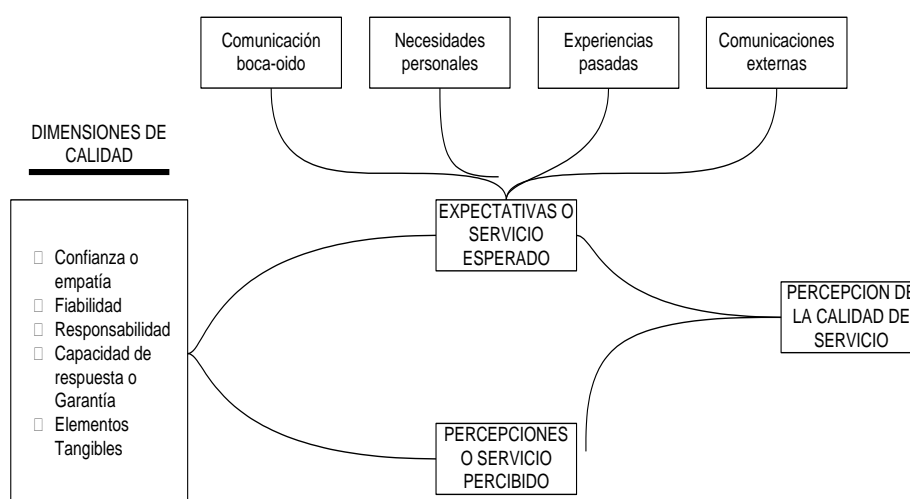 Comunicación
boca-oido
Necesidades
personales
Experiencias
pasadas
Comunicaciones
externas
DIMENSIONES DE
CALIDAD
Confianza o
empatía
Fiabilidad
Responsabilidad
Capacidad de
respuesta o
Garantía
Elementos
Tangibles
EXPECTATIVAS O
SERVICIO
ESPERADO
PERCEPCIONES
O SERVICIO
PERCIBIDO
PERCEPCION DE
LA CALIDAD DE
SERVICIO